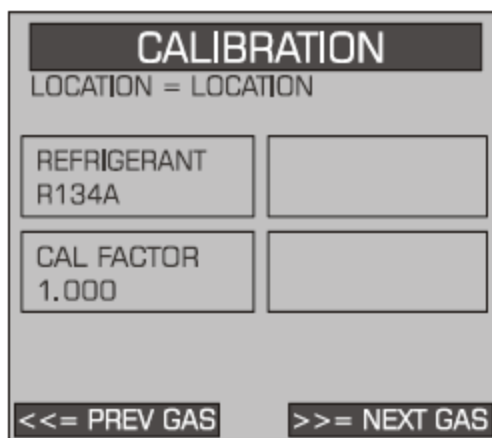 CALIBRATION
LOCATION = LOCATION
REFRIGERANT
R134A
CAL FACTOR
1.000
<<= PREV GAS
>>= NEXT GAS